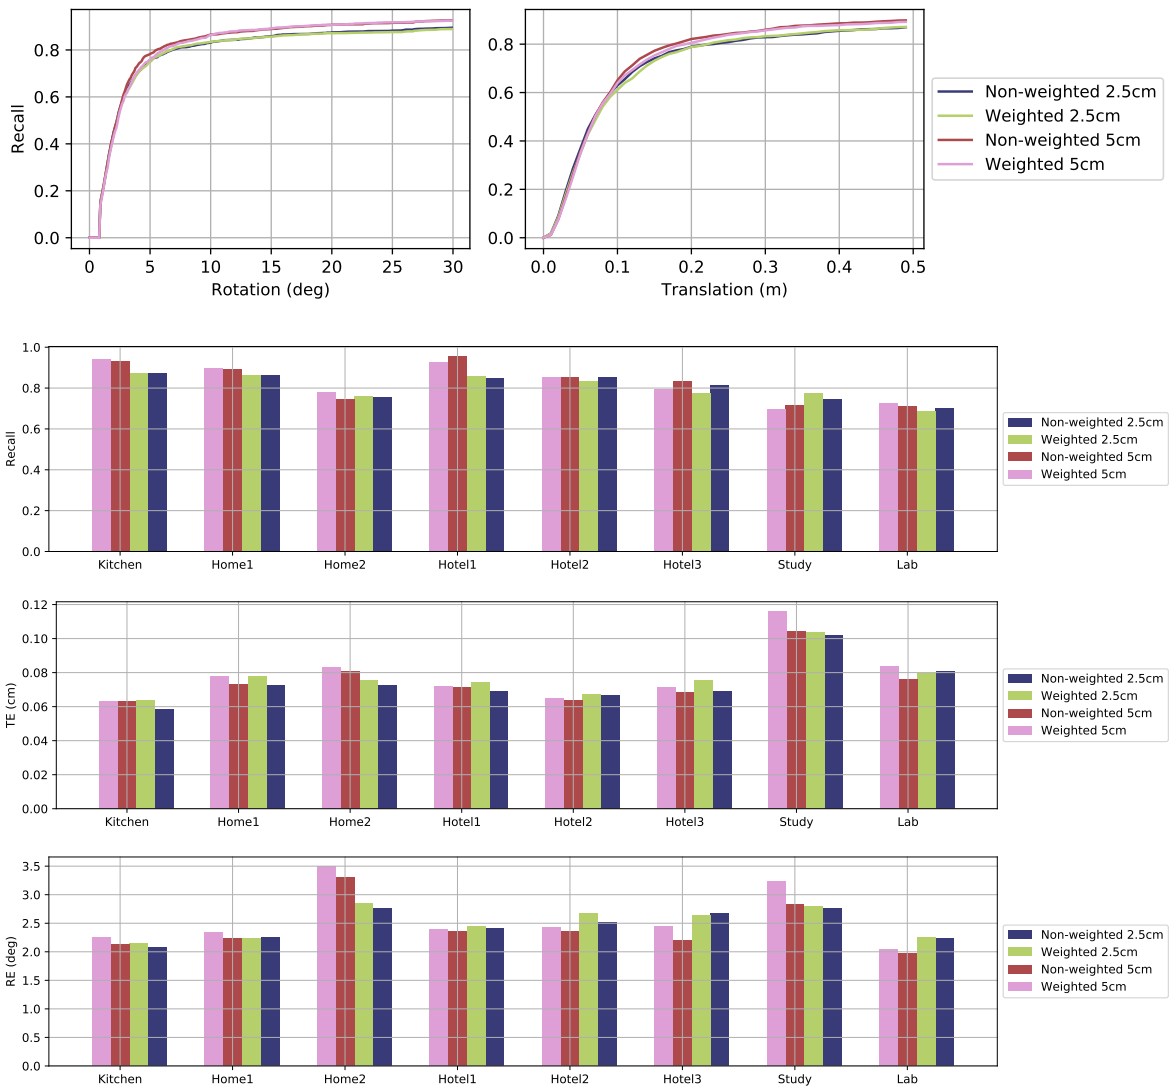 Recall
0.8
0.6
0.4
0.2
0.0
0 5 10 15 20 25 30
Rotation (deg)
0.8
0.6
0.4
0.2
0.0
0.0 0.1 0.2 0.3 0.4 0.5
Translation (m)
Non-weighted 2.5cm
Weighted 2.5cm
Non-weighted 5cm
Weighted 5cm
Recall
1.0
0.8
0.6
0.4
0.2
0.0
Kitchen Home1 Home2 Hotel1 Hotel2 Hotel3 Study Lab
Non-weighted 2.5cm
Weighted 2.5cm
Non-weighted 5cm
Weighted 5cm
TE (cm)
0.12
0.10
0.08
0.06
0.04
0.02
0.00
Kitchen Home1 Home2 Hotel1 Hotel2 Hotel3 Study Lab
Non-weighted 2.5cm
Weighted 2.5cm
Non-weighted 5cm
Weighted 5cm
RE (deg)
3.5
3.0
2.5
2.0
1.5
1.0
0.5
0.0
Kitchen Home1 Home2 Hotel1 Hotel2 Hotel3 Study Lab
Non-weighted 2.5cm
Weighted 2.5cm
Non-weighted 5cm
Weighted 5cm